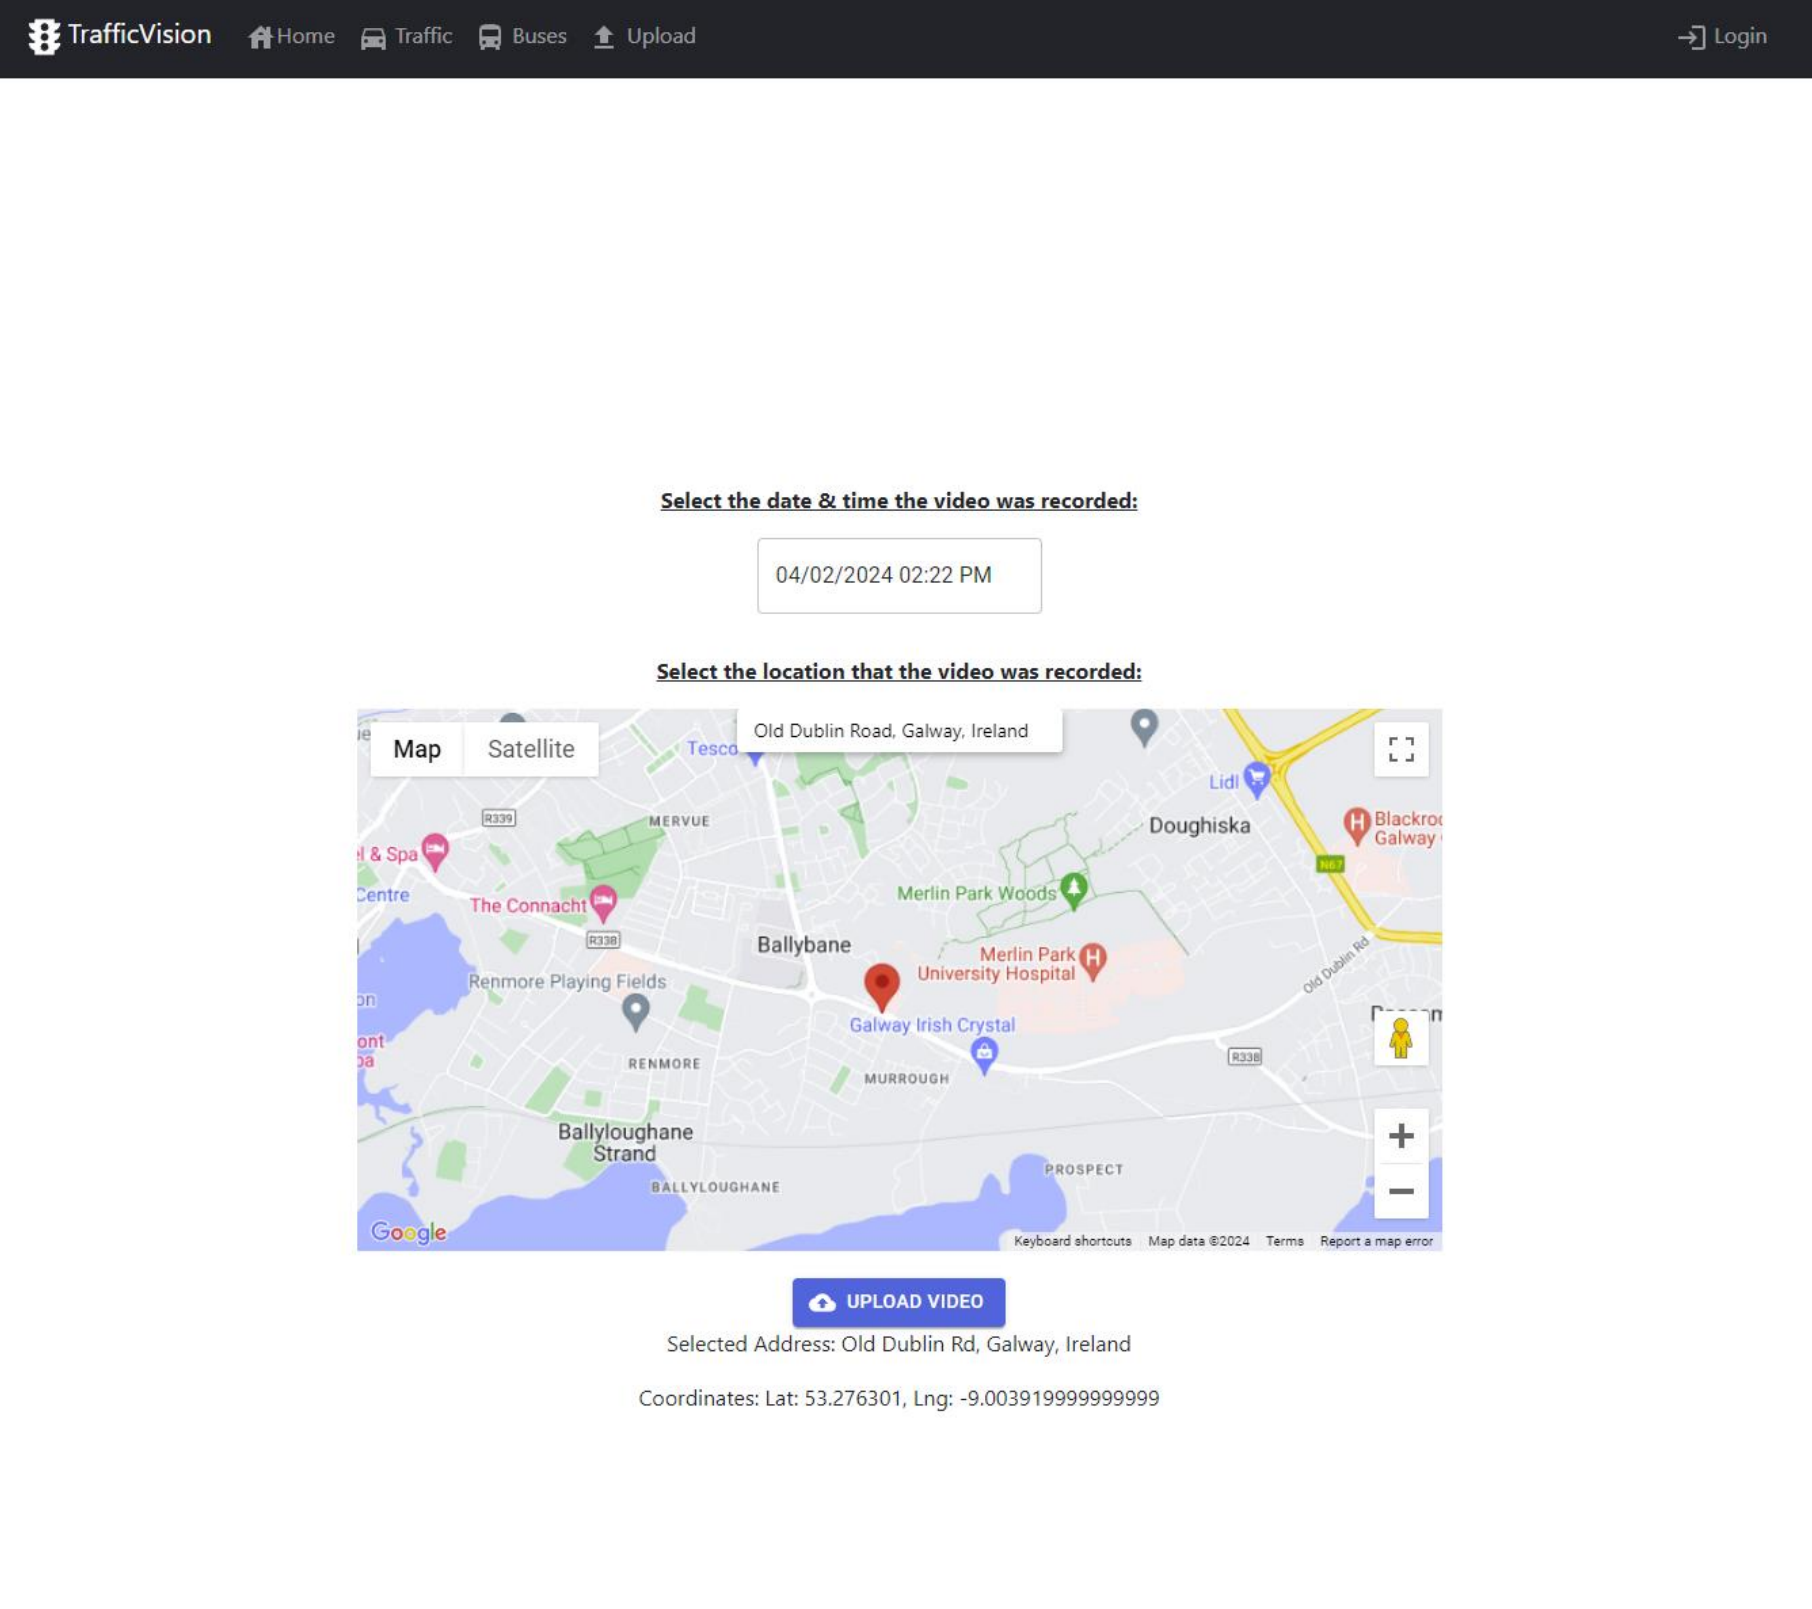 TrafficVision Home Traffic Buses Upload Login
Select the date & time the video was recorded:
04/02/2024 02:22 PM
Select the location that the video was recorded:
Map Satellite
Old Dublin Road, Galway, Ireland
Tesco
Lidl
R339
MERVUE
Doughiska
Blackroc
Galway
l & Spa
N67
Centre
The Connacht
Merlin Park Woods
R338
Ballybane
Merlin Park
University Hospital
Old Dublin Rd
Renmore Playing Fields
on
Galway Irish Crystal
ont
pa
RENMORE
R338
MURROUGH
Ballyloughane
Strand
PROSPECT
BALLYLOUGHANE
Google
Keyboard shortcuts Map data ©2024 Terms Report a map error
UPLOAD VIDEO
Selected Address: Old Dublin Rd, Galway, Ireland
Coordinates: Lat: 53.276301, Lng: -9.003919999999999